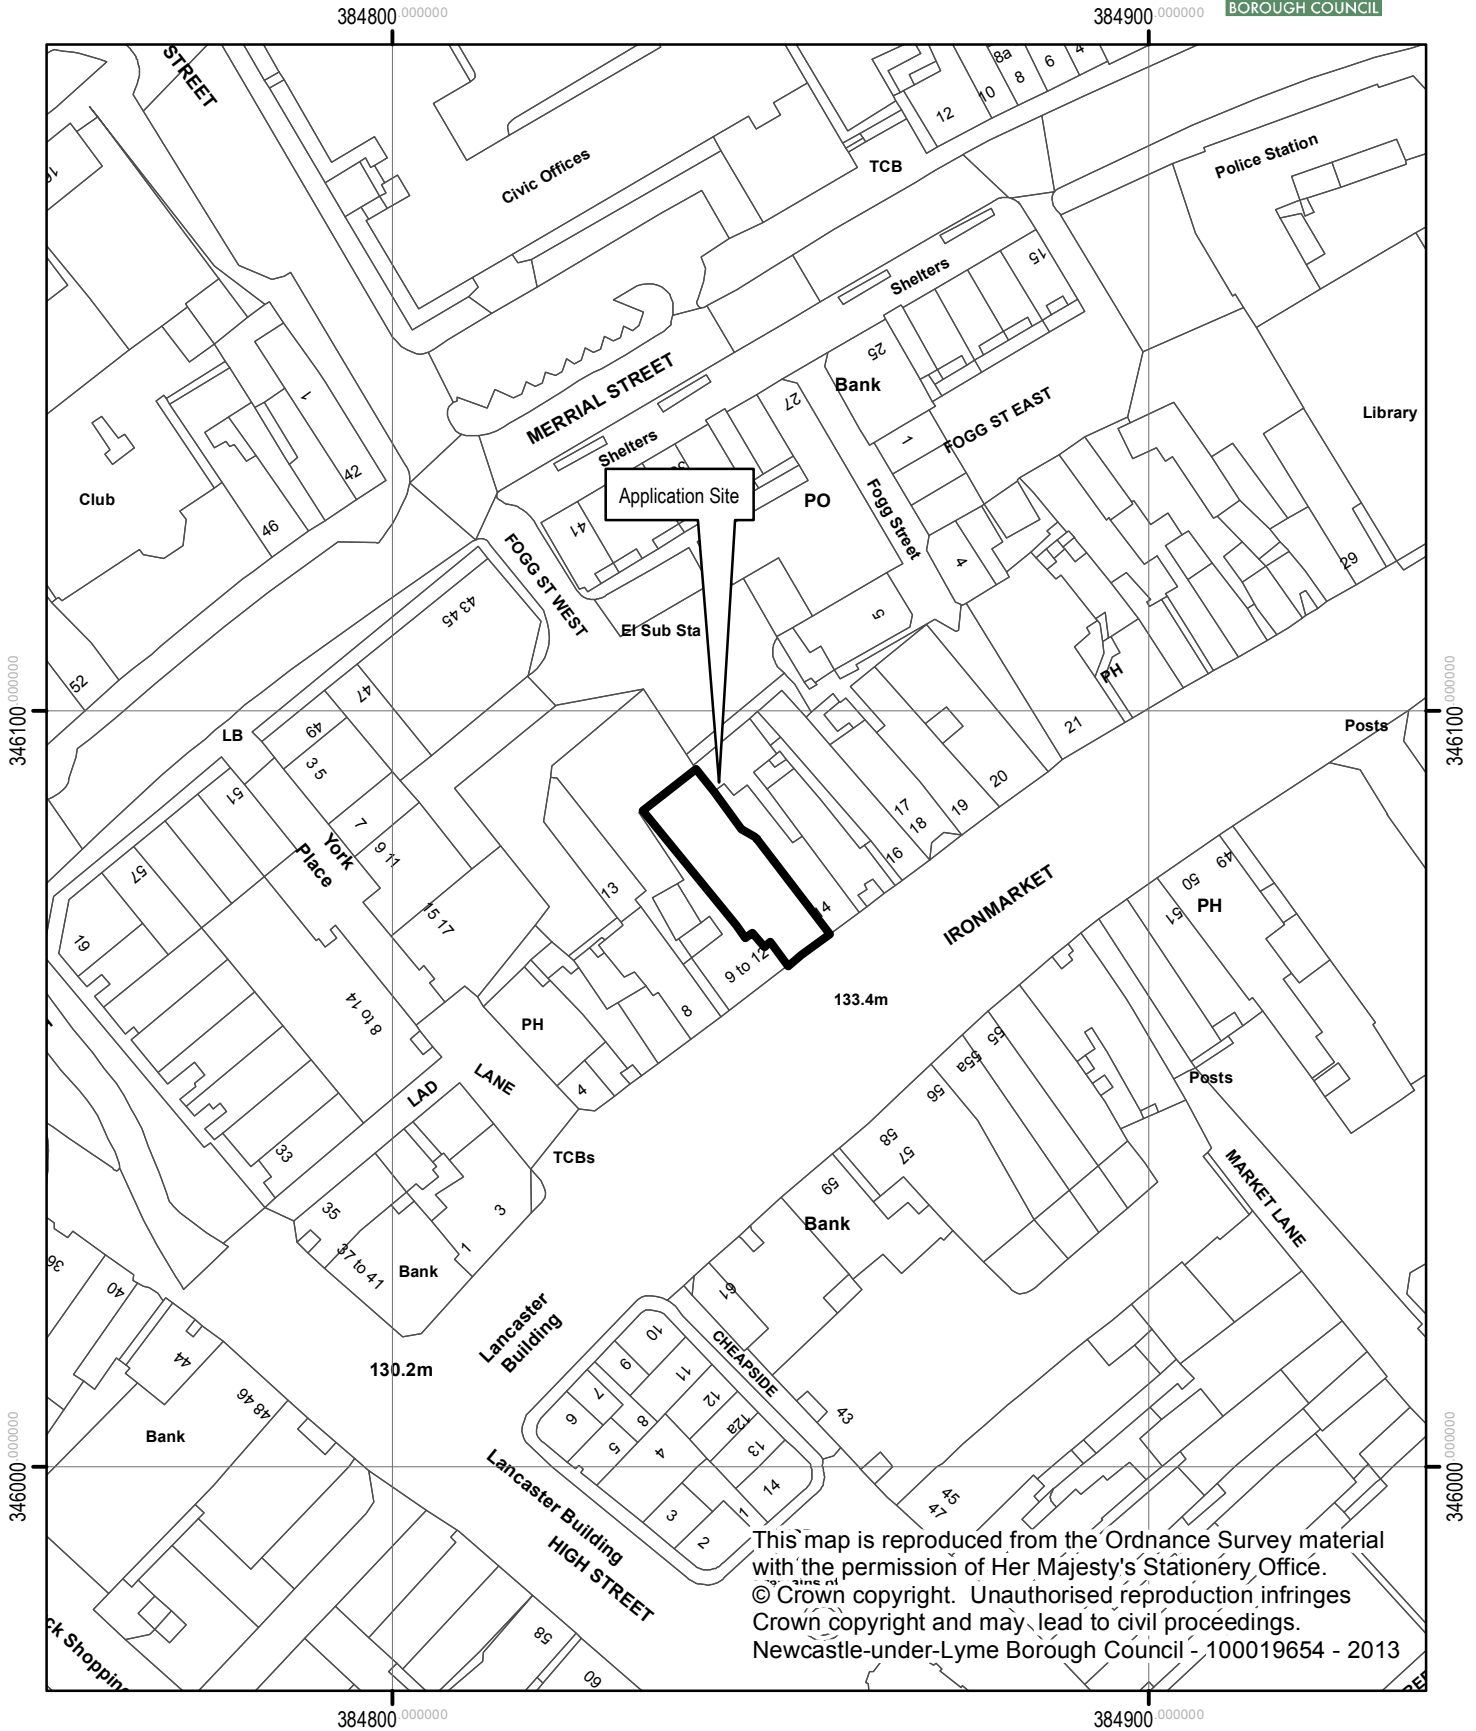 BOROUGH COUNCIL
384800.000000
384900.000000
STREET
8a
6
4
8
10
12
Civic Offices
TCB
Police Station
Shelters
15
MERRIAL STREET
25
Bank
27
1
FOGG ST EAST
Library
Shelters
1
42
46
Club
Application Site
PO
Fogg Street
41
FOGG ST WEST
4
29
43 45
5
El Sub Sta
52
47
PH
346100.000000
346100.000000
LB
49
21
Posts
3 5
51
20
7
17
19
18
York
Place
9 11
16
57
13
49
50
51
PH
14
15 17
IRONMARKET
19
9 to 12
8 to 14
8
133.4m
PH
55
55a
56
LAD
LANE
4
Posts
58
57
TCBs
33
59
MARKET LANE
35
3
Bank
37 to 41
1
Bank
36
40
61
Lancaster
Building
10
CHEAPSIDE
44
130.2m
9
11
7
12
48 46
6
8
12a
43
Bank
5
4
13
346000.000000
346000.000000
14
45
47
Lancaster Building
3
1
2
HIGH STREET
58
60
ck Shopping
This map is reproduced from the Ordnance Survey material
with the permission of Her Majesty's Stationery Office.
© Crown copyright.  Unauthorised reproduction infringes
Crown copyright and may lead to civil proceedings.
Newcastle-under-Lyme Borough Council - 100019654 - 2013
384800.000000
384900.000000